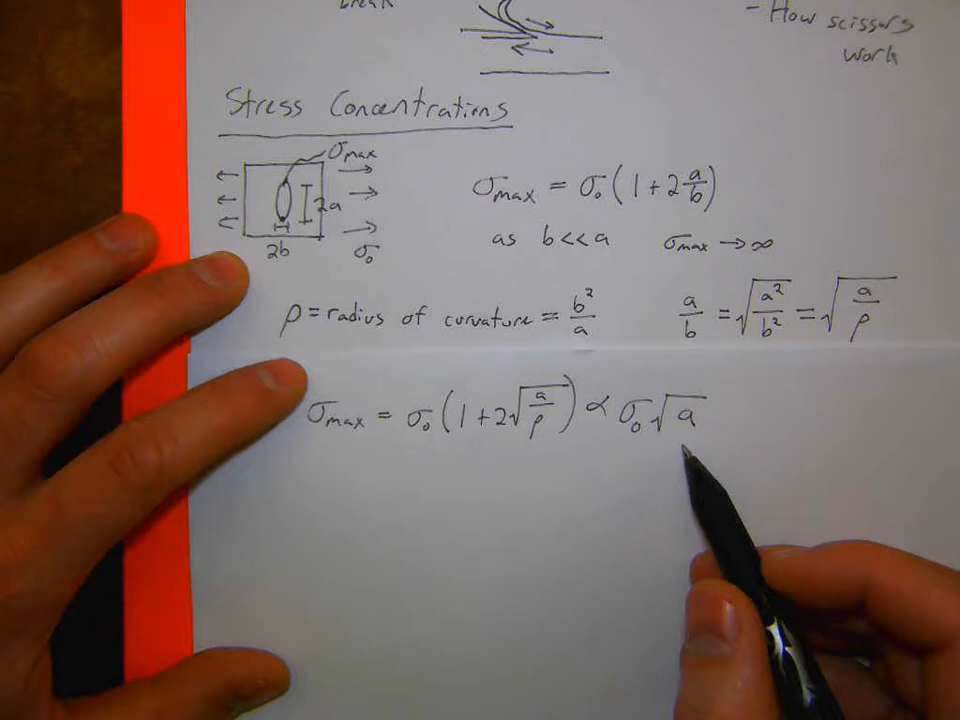 break
- How scissors
work
Stress Concentrations
σmax
2a
2b
σ₀
σmax = σ₀(1 + 2 a/b)
as b << a σmax → ∞
ρ = radius of curvature = b²/a
a/b = √(a²/b²) = √(a/ρ)
σmax = σ₀(1 + 2√(a/ρ)) ∝ σ₀√a